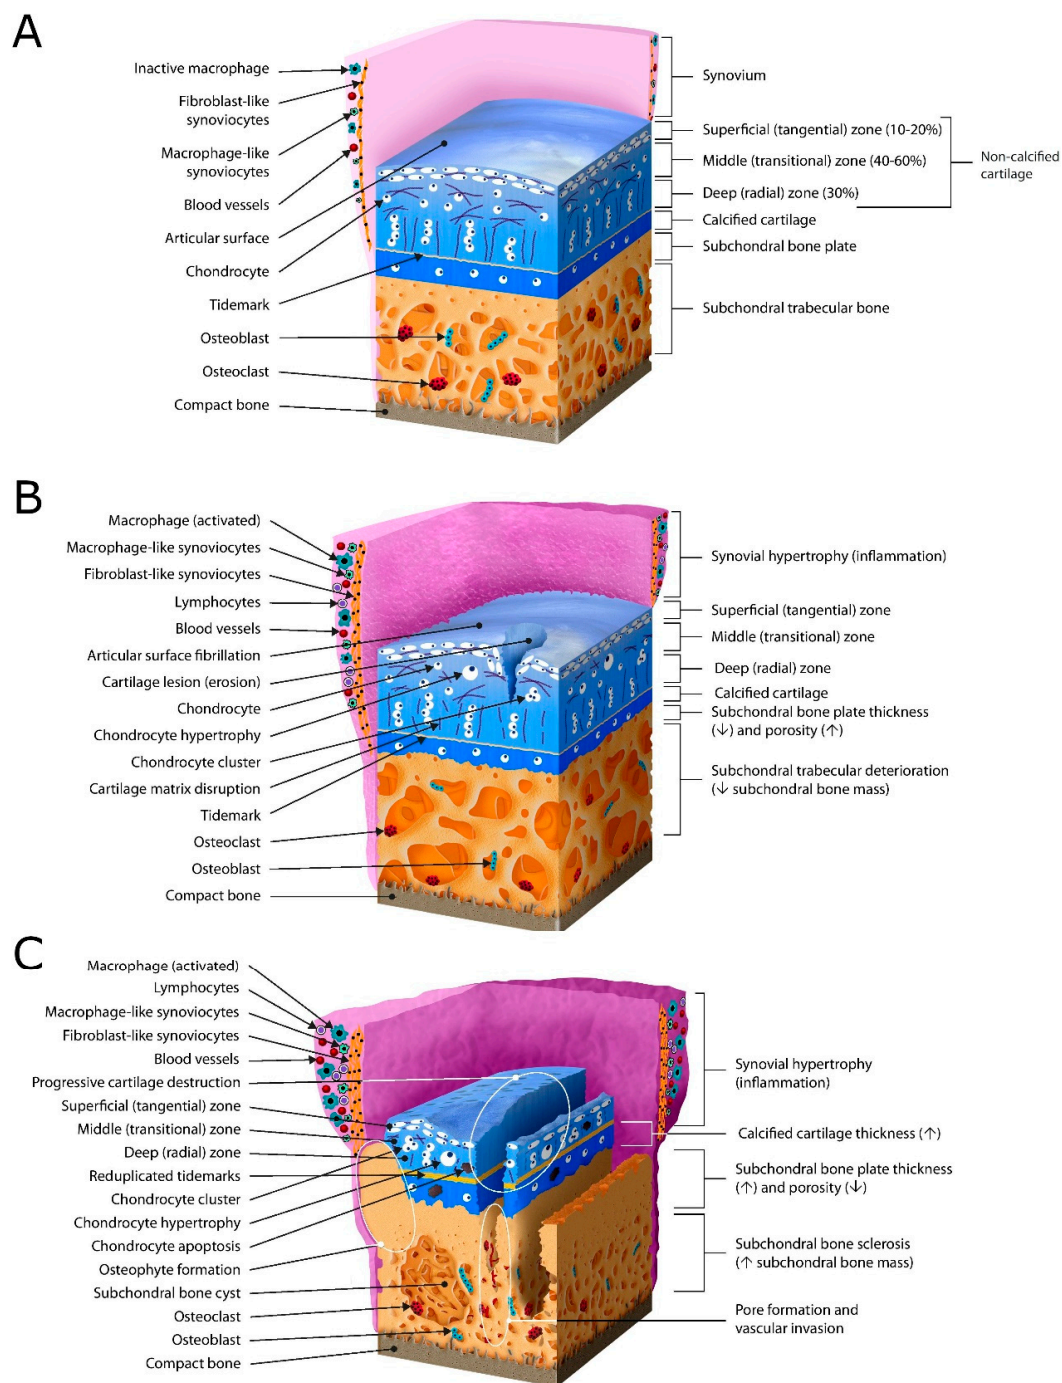 A
Inactive macrophage
Fibroblast-like
synoviocytes
Macrophage-like
synoviocytes
Blood vessels
Articular surface
Chondrocyte
Tidemark
Osteoblast
Osteoclast
Compact bone
Synovium
Superficial (tangential) zone (10-20%)
Middle (transitional) zone (40-60%)
Deep (radial) zone (30%)
Non-calcified
cartilage
Calcified cartilage
Subchondral bone plate
Subchondral trabecular bone
B
Macrophage (activated)
Macrophage-like synoviocytes
Fibroblast-like synoviocytes
Lymphocytes
Blood vessels
Articular surface fibrillation
Cartilage lesion (erosion)
Chondrocyte
Chondrocyte hypertrophy
Chondrocyte cluster
Cartilage matrix disruption
Tidemark
Osteoclast
Osteoblast
Compact bone
Synovial hypertrophy (inflammation)
Superficial (tangential) zone
Middle (transitional) zone
Deep (radial) zone
Calcified cartilage
Subchondral bone plate thickness
(↓) and porosity (↑)
Subchondral trabecular deterioration
(↓ subchondral bone mass)
C
Macrophage (activated)
Lymphocytes
Macrophage-like synoviocytes
Fibroblast-like synoviocytes
Blood vessels
Progressive cartilage destruction
Superficial (tangential) zone
Middle (transitional) zone
Deep (radial) zone
Reduplicated tidemarks
Chondrocyte cluster
Chondrocyte hypertrophy
Chondrocyte apoptosis
Osteophyte formation
Subchondral bone cyst
Osteoclast
Osteoblast
Compact bone
Synovial hypertrophy
(inflammation)
Calcified cartilage thickness (↑)
Subchondral bone plate thickness
(↑) and porosity (↓)
Subchondral bone sclerosis
(↑ subchondral bone mass)
Pore formation and
vascular invasion